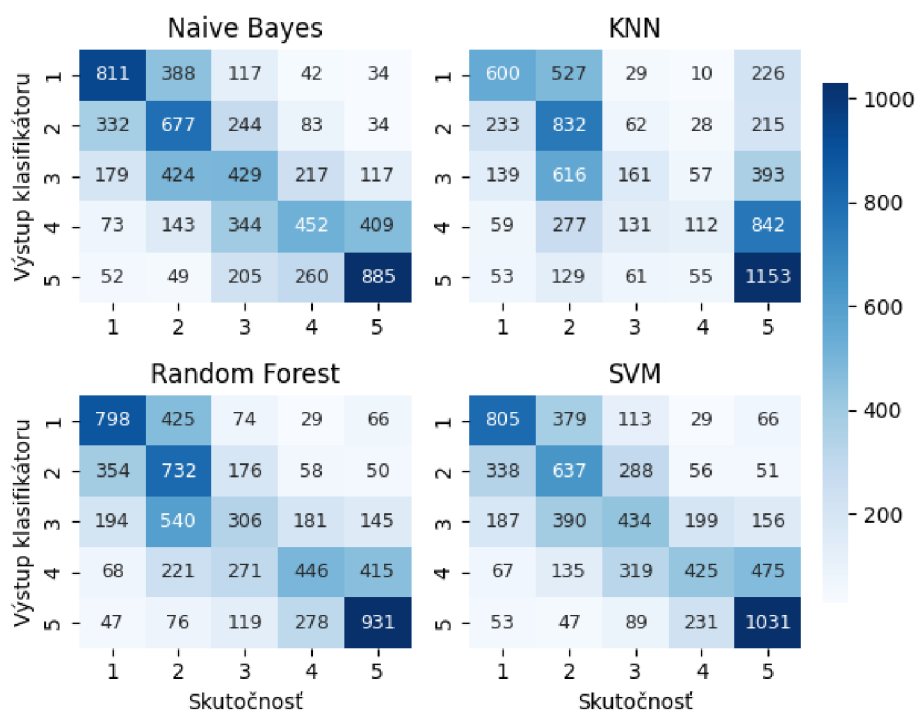 Naive Bayes
Výstup klasifikátoru
1 811 388 117 42 34
2 332 677 244 83 34
3 179 424 429 217 117
4 73 143 344 452 409
5 52 49 205 260 885
1 2 3 4 5
KNN
1 600 527 29 10 226
2 233 832 62 28 215
3 139 616 161 57 393
4 59 277 131 112 842
5 53 129 61 55 1153
1 2 3 4 5
Random Forest
Výstup klasifikátoru
1 798 425 74 29 66
2 354 732 176 58 50
3 194 540 306 181 145
4 68 221 271 446 415
5 47 76 119 278 931
1 2 3 4 5
Skutočnosť
SVM
1 805 379 113 29 66
2 338 637 288 56 51
3 187 390 434 199 156
4 67 135 319 425 475
5 53 47 89 231 1031
1 2 3 4 5
Skutočnosť
1000
800
600
400
200